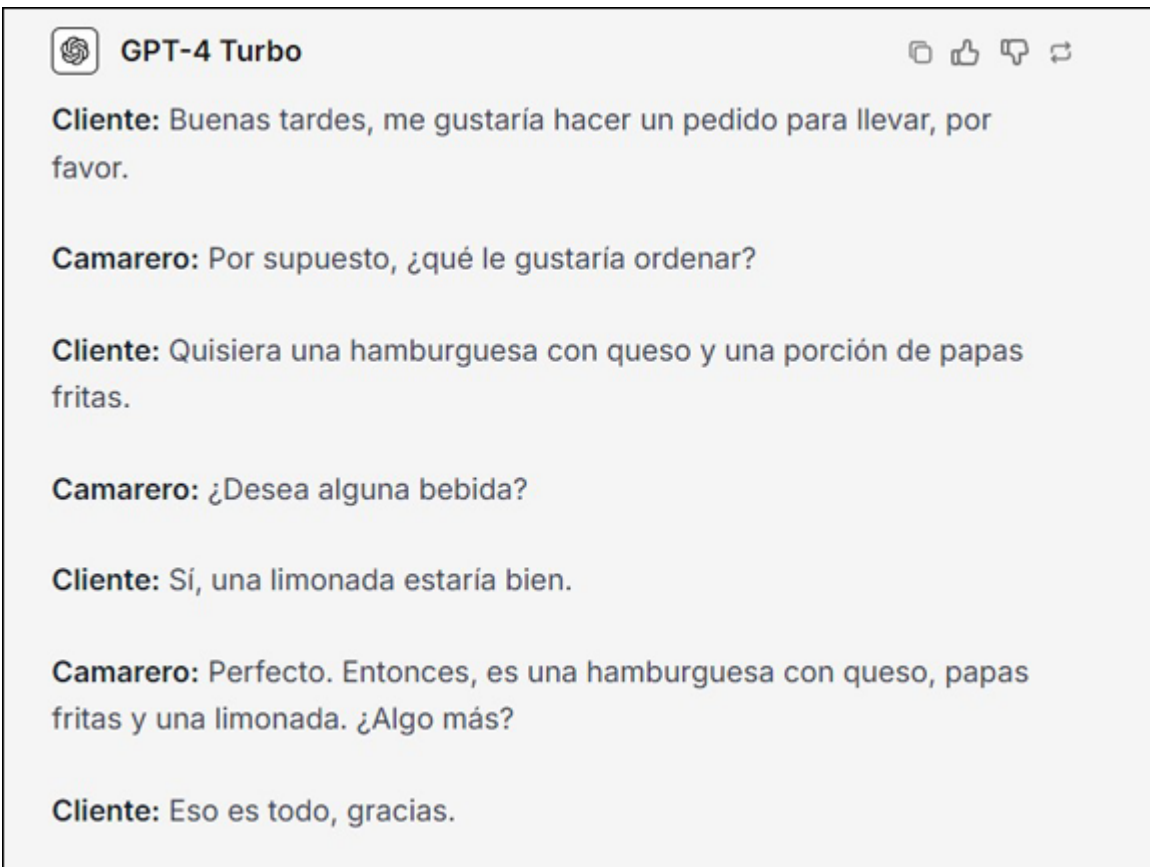 GPT-4 Turbo
Cliente: Buenas tardes, me gustaría hacer un pedido para llevar, por
favor.
Camarero: Por supuesto, ¿qué le gustaría ordenar?
Cliente: Quisiera una hamburguesa con queso y una porción de papas
fritas.
Camarero: ¿Desea alguna bebida?
Cliente: Sí, una limonada estaría bien.
Camarero: Perfecto. Entonces, es una hamburguesa con queso, papas
fritas y una limonada. ¿Algo más?
Cliente: Eso es todo, gracias.